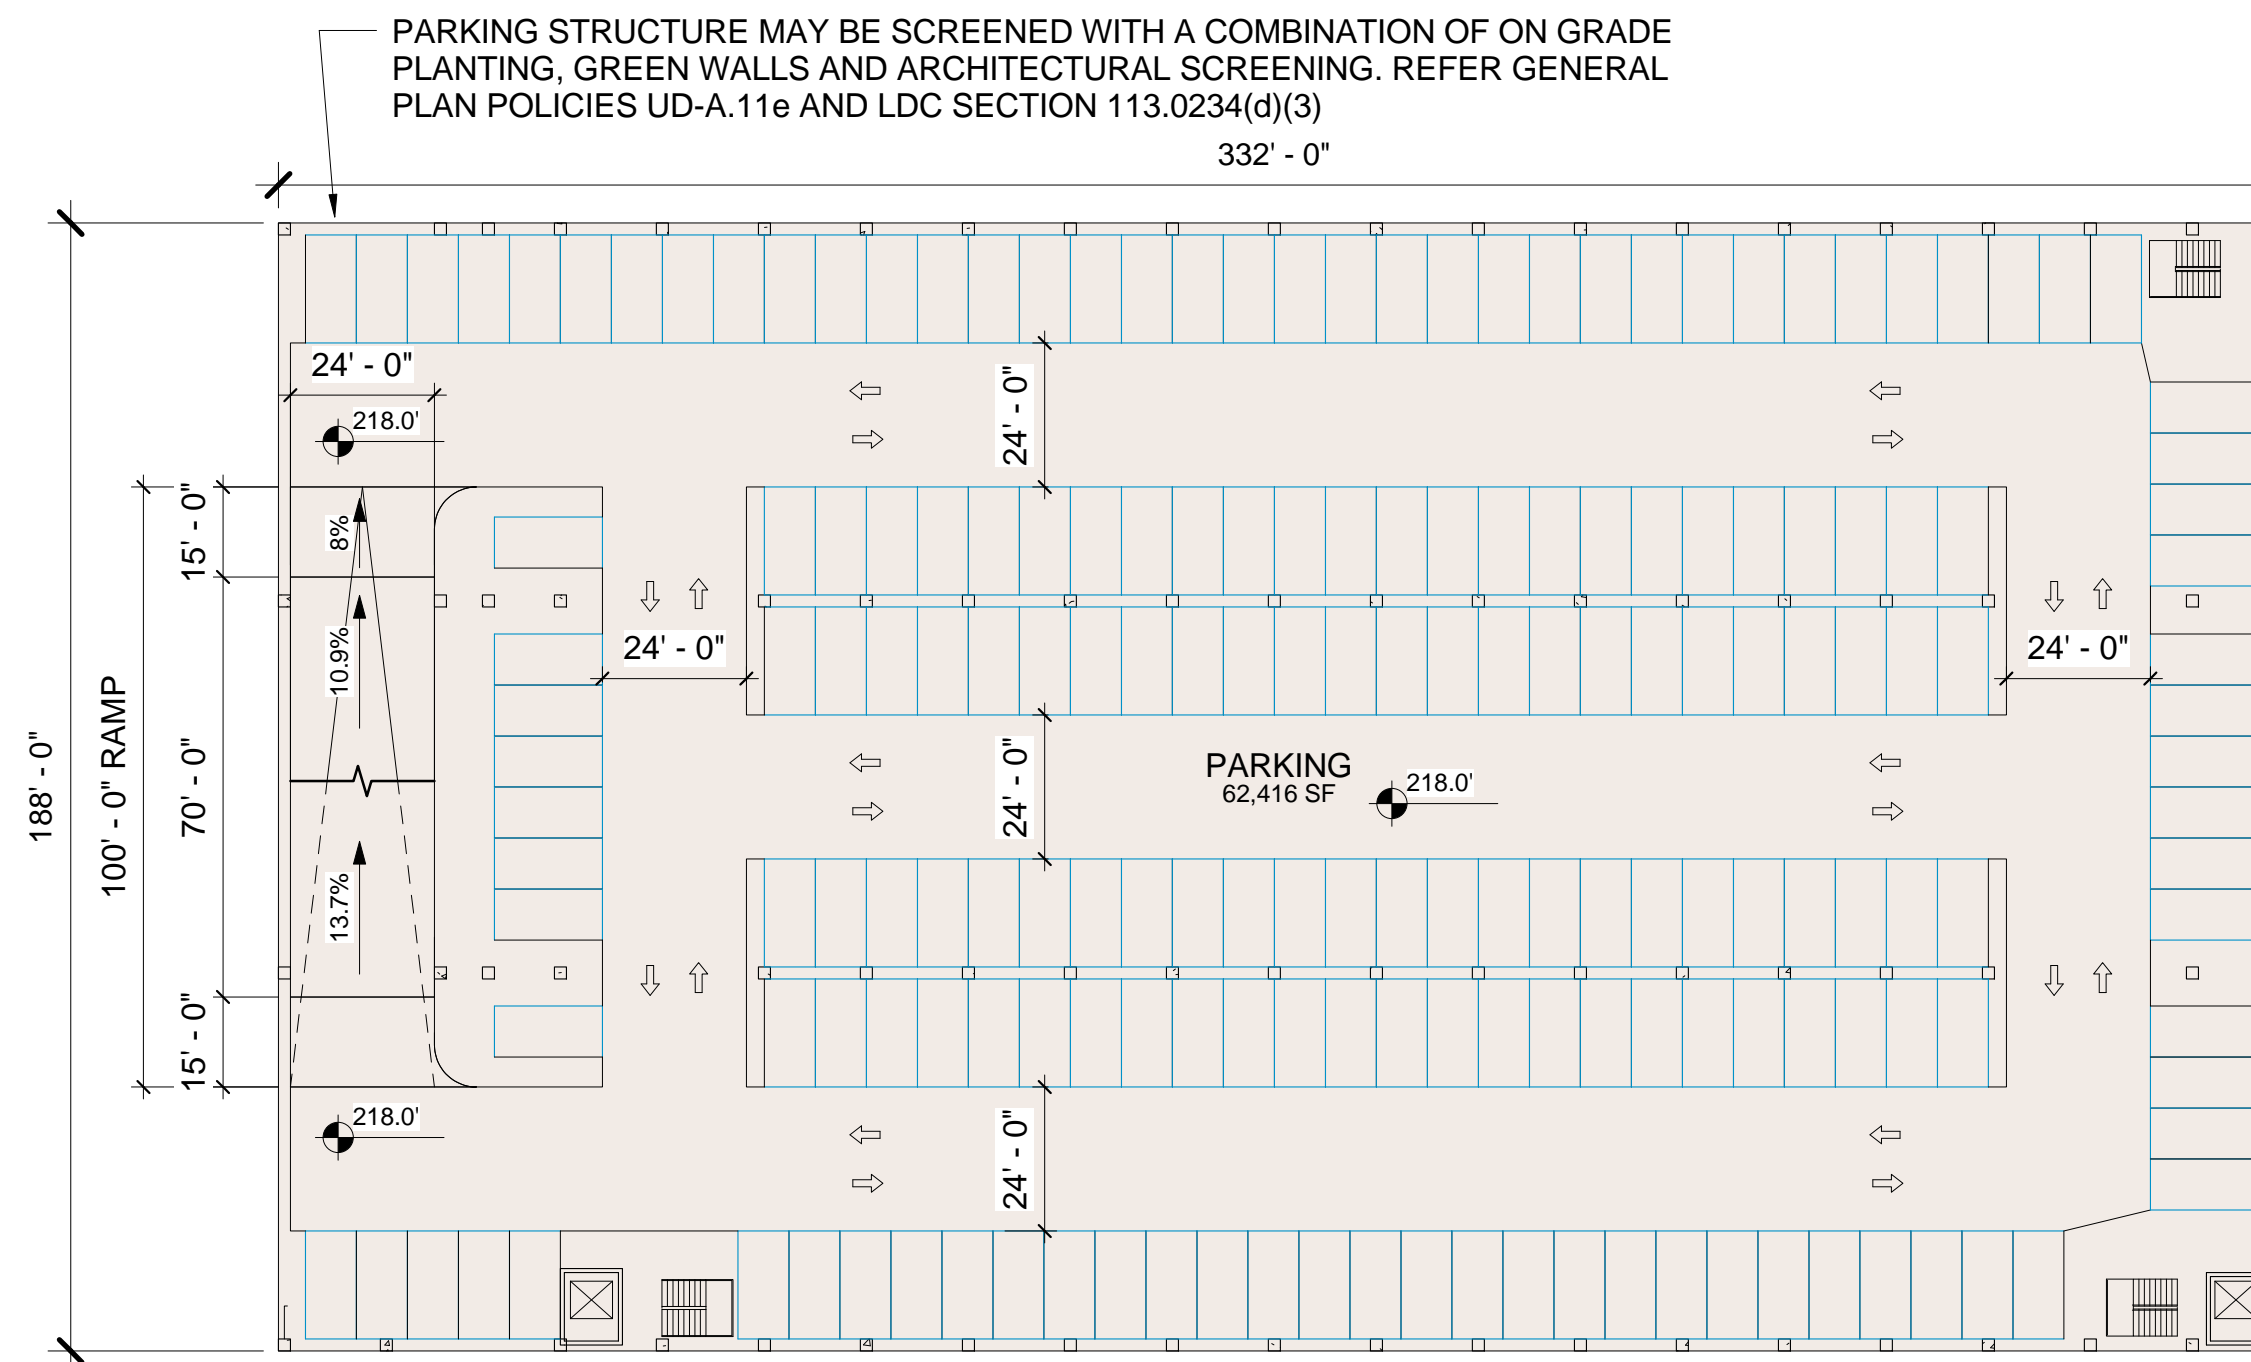 PARKING STRUCTURE MAY BE SCREENED WITH A COMBINATION OF ON GRADE
PLANTING, GREEN WALLS AND ARCHITECTURAL SCREENING. REFER GENERAL
PLAN POLICIES UD-A.11e AND LDC SECTION 113.0234(d)(3)
332' - 0"
24' - 0"
218.0'
24' - 0"
15' - 0"
8%
10.9%
24' - 0"
24' - 0"
188' - 0"
100' - 0" RAMP
70' - 0"
13.7%
24' - 0"
PARKING
62,416 SF
218.0'
15' - 0"
218.0'
24' - 0"